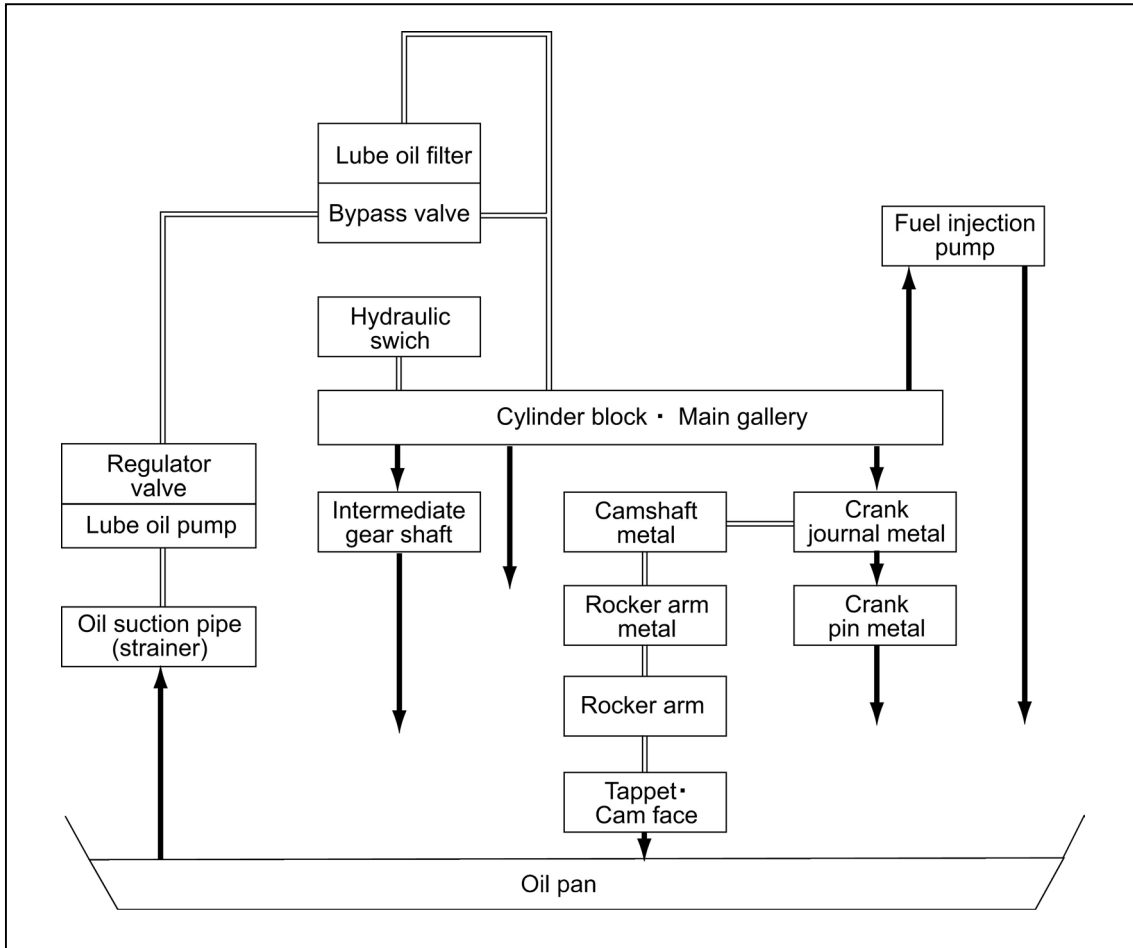 Lube oil filter
Bypass valve
Fuel injection
pump
Hydraulic
swich
Cylinder block・ Main gallery
Regulator
valve
Lube oil pump
Intermediate
gear shaft
Camshaft
metal
Crank
journal metal
Oil suction pipe
(strainer)
Rocker arm
metal
Crank
pin metal
Rocker arm
Tappet・
Cam face
Oil pan